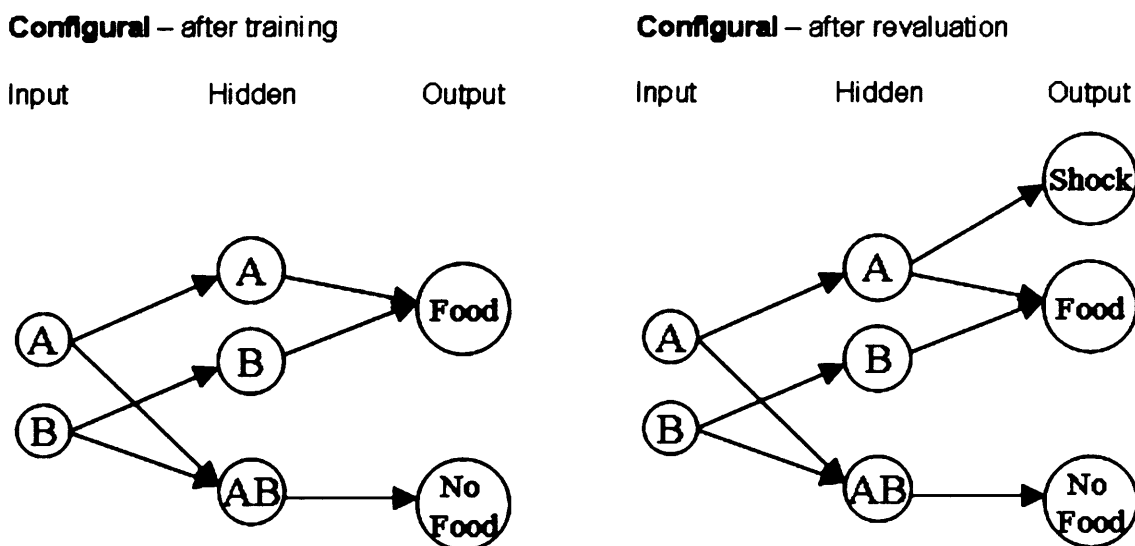 Configural – after training
Input Hidden Output
A
B
A
B
AB
Food
No
Food
Configural – after revaluation
Input Hidden Output
A
B
A
B
AB
Shock
Food
No
Food